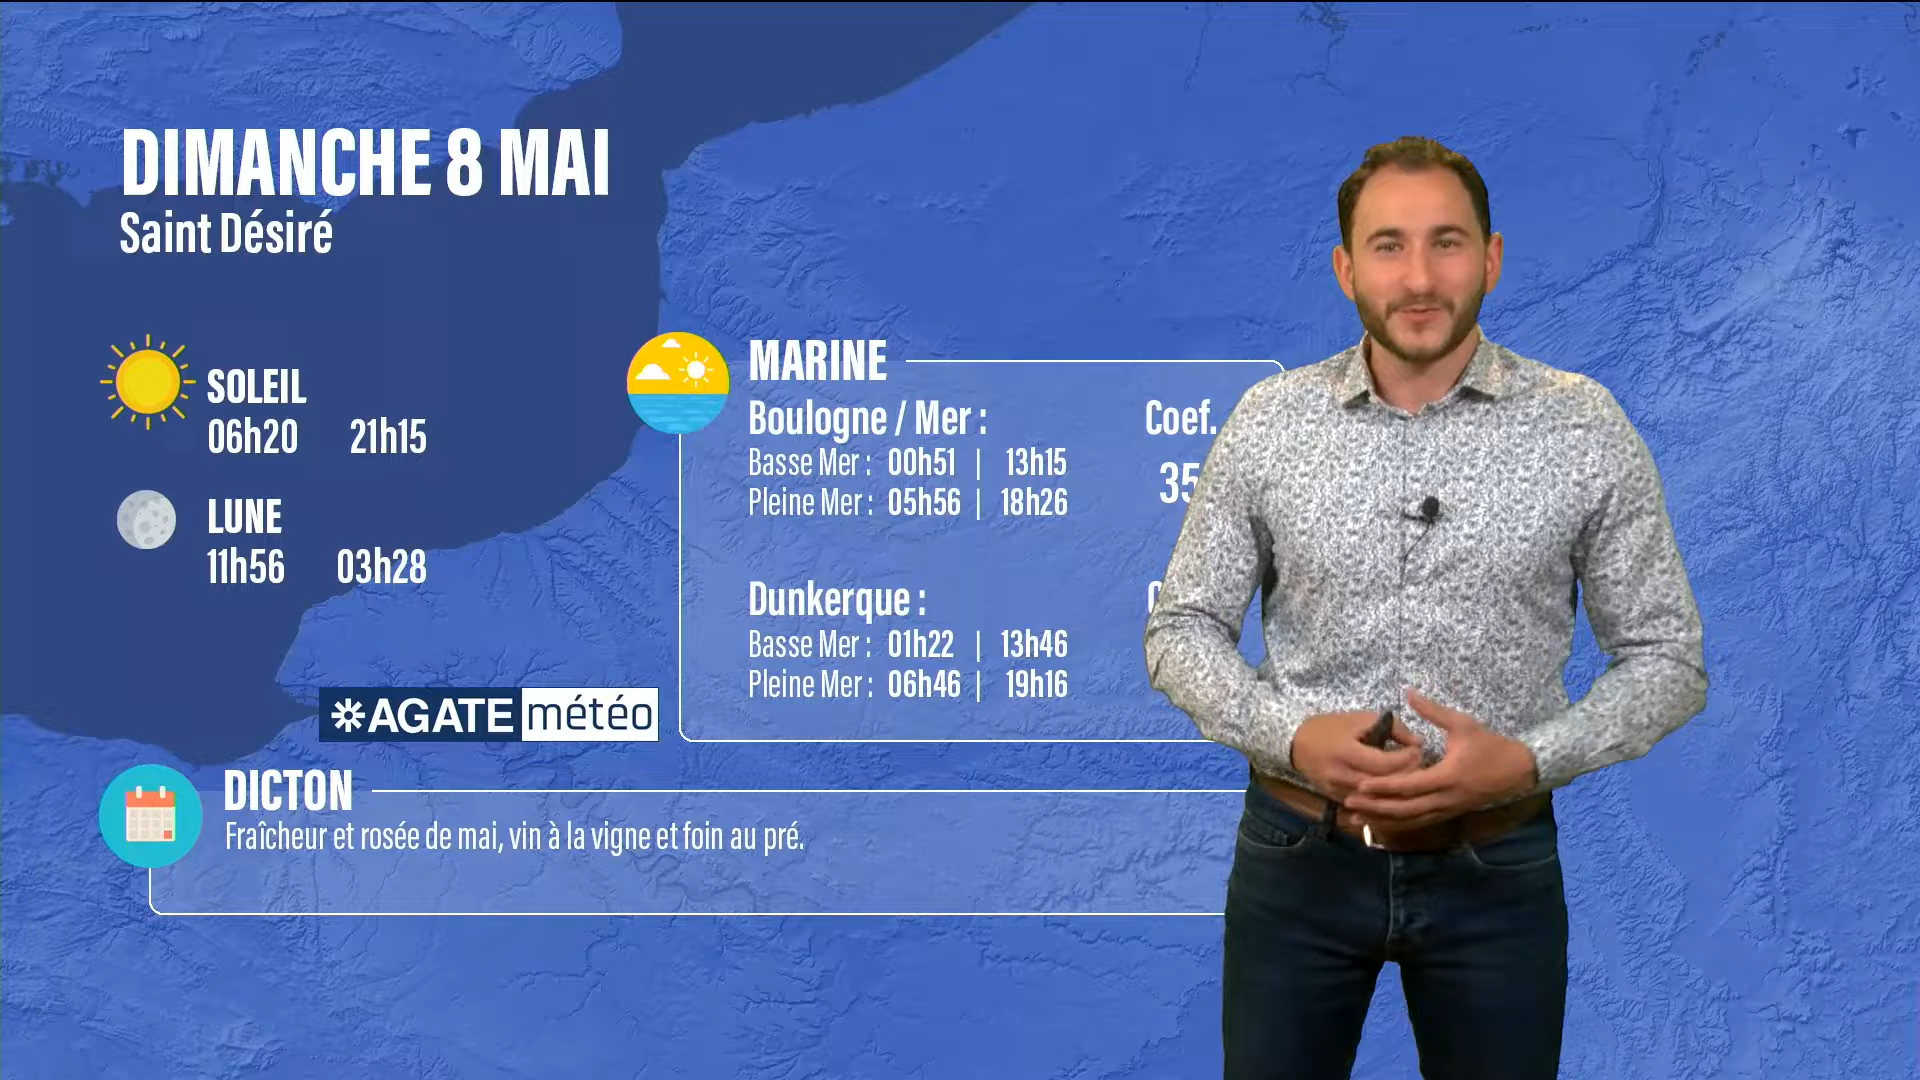 DIMANCHE 8 MAI
Saint Désiré
SOLEIL
06h20 21h15
LUNE
11h56 03h28
MARINE
Boulogne / Mer : Coef.
Basse Mer : 00h51 | 13h15
35
Pleine Mer : 05h56 | 18h26
Dunkerque :
Basse Mer : 01h22 | 13h46
Pleine Mer : 06h46 | 19h16
AGATE météo
DICTON
Fraîcheur et rosée de mai, vin à la vigne et foin au pré.